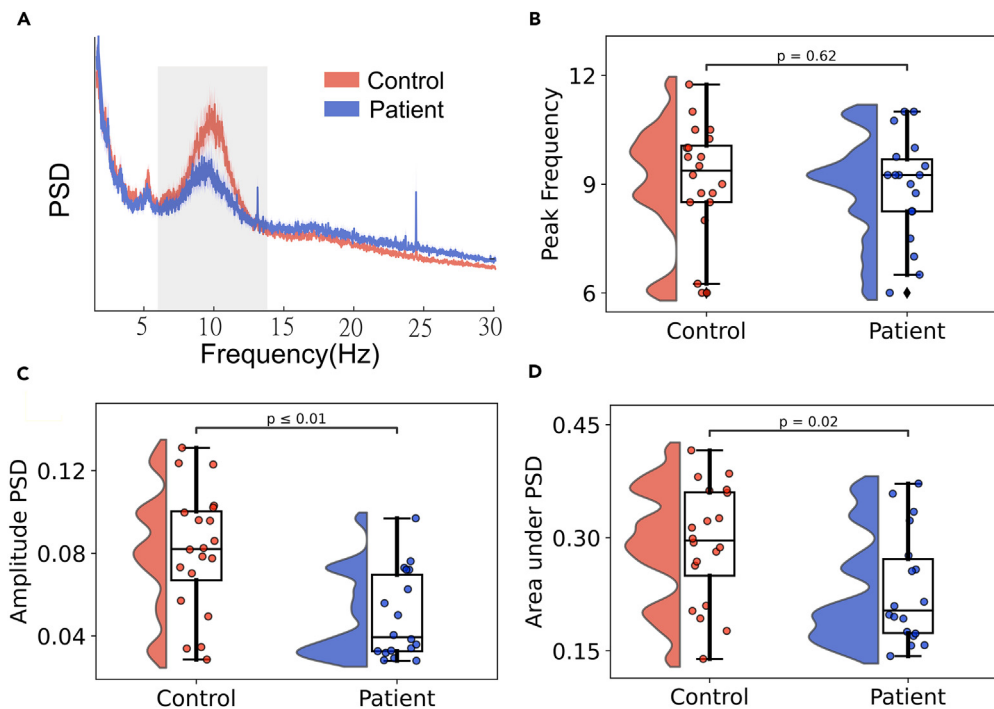 A
PSD
Control
Patient
5
10
15
20
25
30
Frequency(Hz)
B
p = 0.62
Peak Frequency
12
9
6
Control
Patient
C
p ≤ 0.01
Amplitude PSD
0.12
0.08
0.04
Control
Patient
D
p = 0.02
Area under PSD
0.45
0.30
0.15
Control
Patient